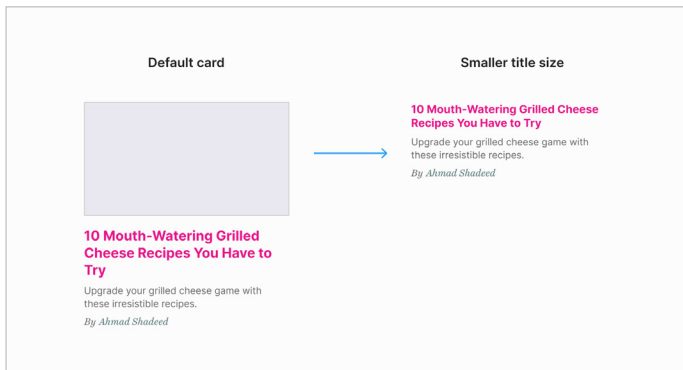 Default card
10 Mouth-Watering Grilled
Cheese Recipes You Have to
Try
Upgrade your grilled cheese game with
these irresistible recipes.
By Ahmad Shadeed
Smaller title size
10 Mouth-Watering Grilled Cheese
Recipes You Have to Try
Upgrade your grilled cheese game with
these irresistible recipes.
By Ahmad Shadeed